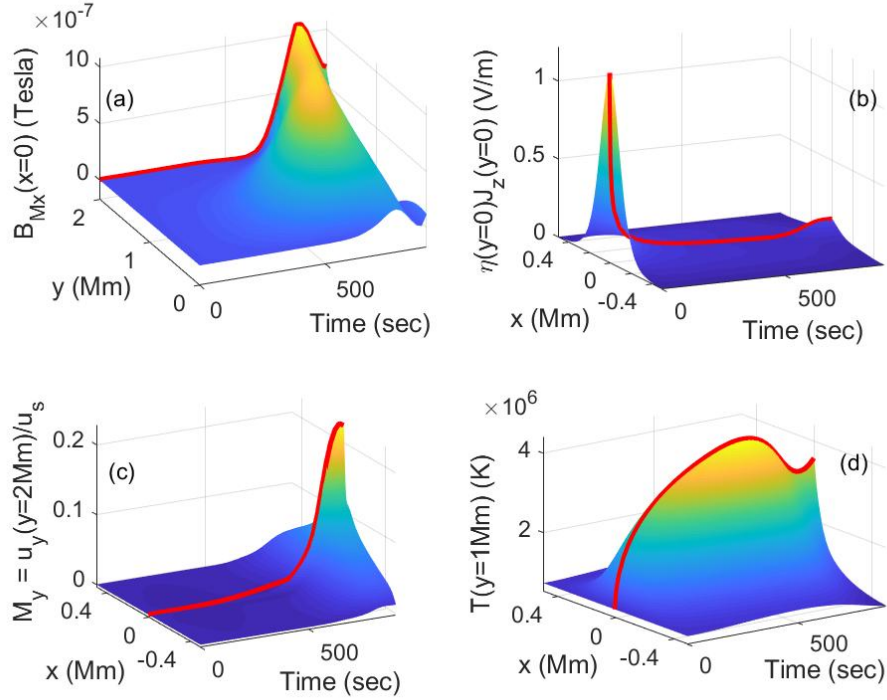 × 10⁻⁷
10
5
0
B_Mx(x=0) (Tesla)
(a)
2
1
0
y (Mm)
0
500
Time (sec)
1
0.5
0
η(y=0)J_z(y=0) (V/m)
(b)
0.4
0
-0.4
x (Mm)
0
500
Time (sec)
0.2
0.1
0
M_y = u_y(y=2Mm)/u_s
(c)
0.4
0
-0.4
x (Mm)
0
500
Time (sec)
× 10⁶
4
2
T(y=1Mm) (K)
(d)
0.4
0
-0.4
x (Mm)
0
500
Time (sec)